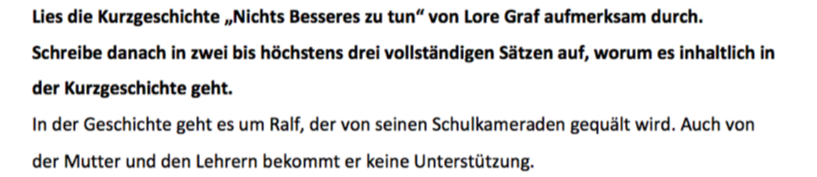 Lies die Kurzgeschichte „Nichts Besseres zu tun“ von Lore Graf aufmerksam durch.
Schreibe danach in zwei bis höchstens drei vollständigen Sätzen auf, worum es inhaltlich in
der Kurzgeschichte geht.
In der Geschichte geht es um Ralf, der von seinen Schulkameraden gequält wird. Auch von
der Mutter und den Lehrern bekommt er keine Unterstützung.